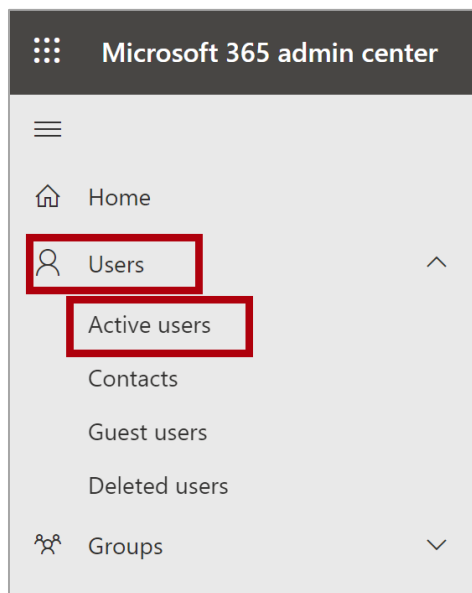 Microsoft 365 admin center
Home
Users
Active users
Contacts
Guest users
Deleted users
Groups